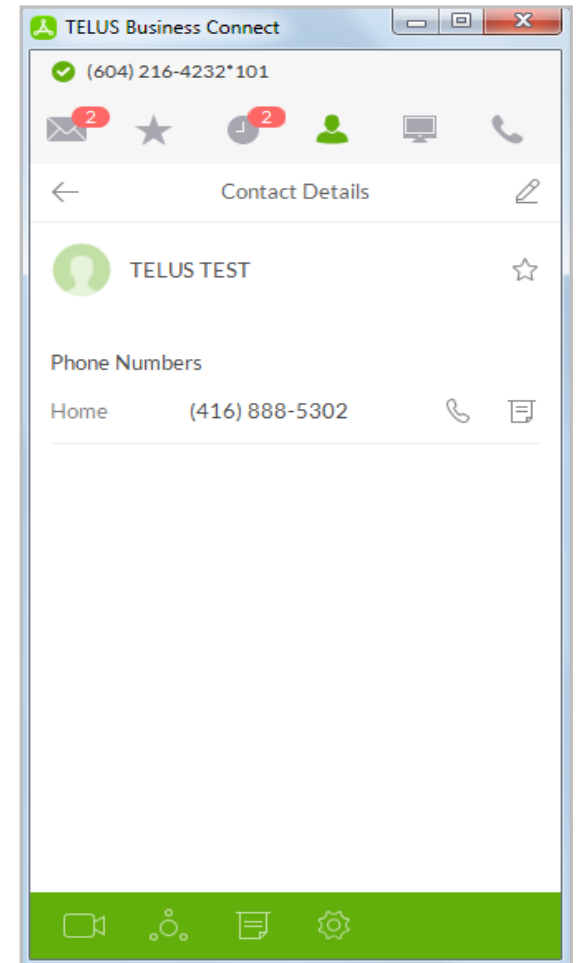 TELUS Business Connect
(604) 216-4232*101
2
2
Contact Details
TELUS TEST
Phone Numbers
Home (416) 888-5302